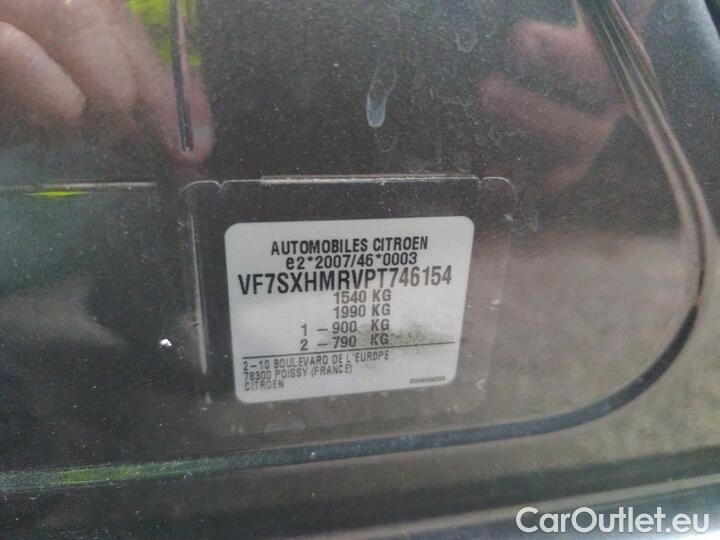 AUTOMOBILES CITROEN
e2*2007/46*0003
VF7SXHMRVPT746154
1540 KG
1990 KG
1 - 900 KG
2 - 790 KG
2-10 BOULEVARD DE L'EUROPE
78300 POISSY (FRANCE)
CITROEN
CarOutlet.eu